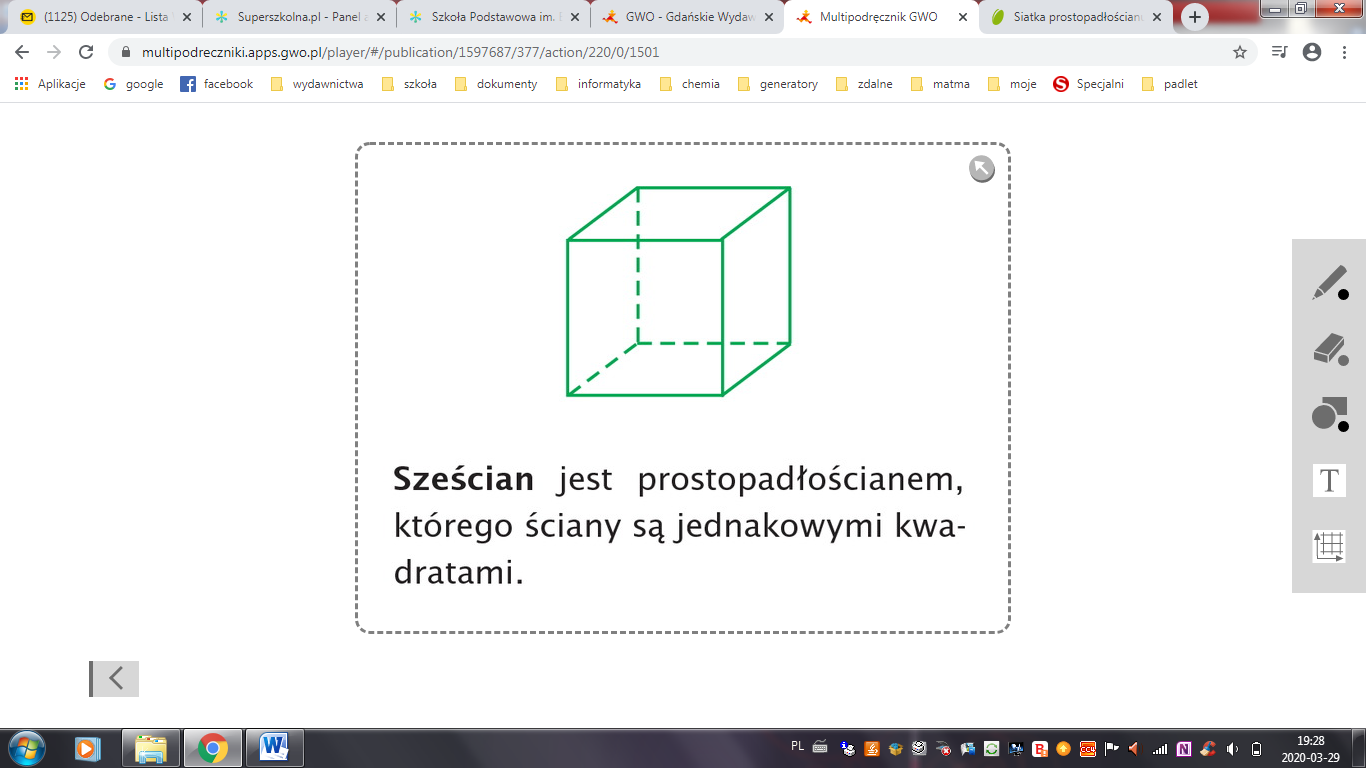 (1125) Odebrane - Lista
Superszkolna.pl - Panel
Szkoła Podstawowa im.
GWO - Gdańskie Wydaw
Multipodręcznik GWO
Siatka prostopadłościanu
multipodreczniki.apps.gwo.pl/player/#/publication/1597687/377/action/220/0/1501
Aplikacje google facebook wydawnictwa szkoła dokumenty informatyka chemia generatory zdalne matma moje Specjalni padlet
Sześcian jest prostopadłościanem,
którego ściany są jednakowymi kwa-
dratami.
T
PL
19:28
2020-03-29